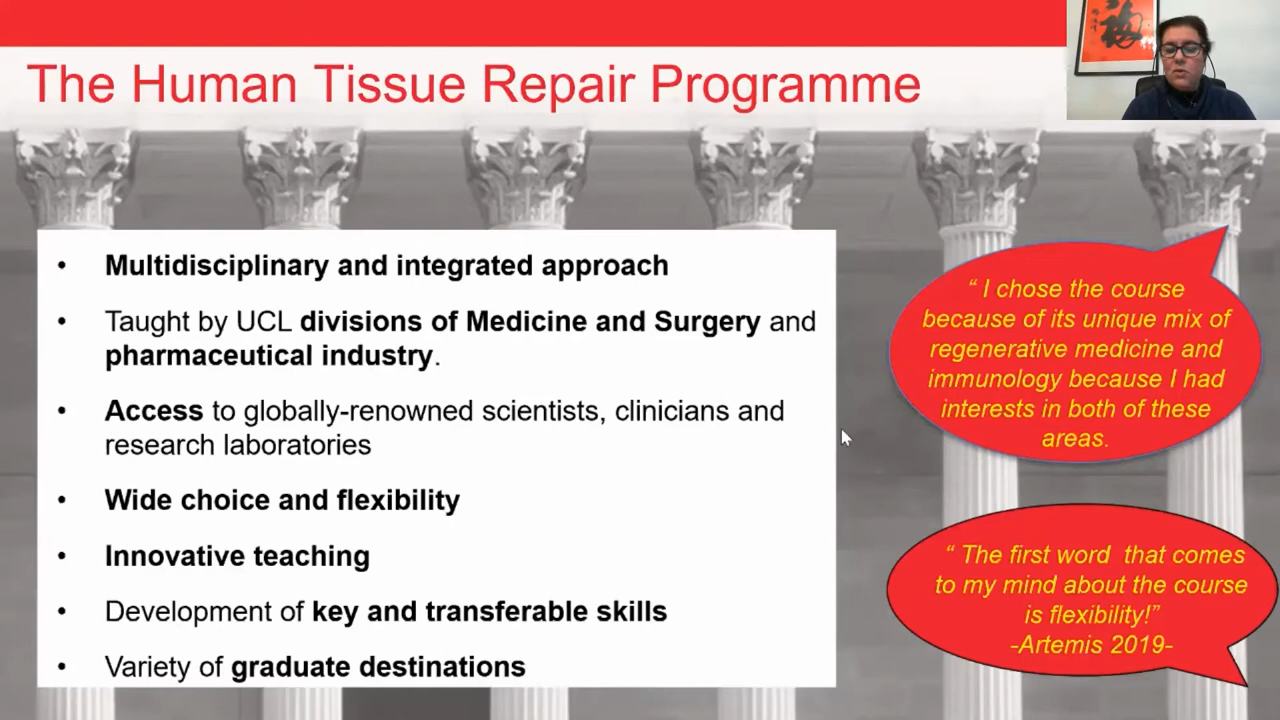 The Human Tissue Repair Programme
• Multidisciplinary and integrated approach
• Taught by UCL divisions of Medicine and Surgery and
pharmaceutical industry.
• Access to globally-renowned scientists, clinicians and
research laboratories
• Wide choice and flexibility
• Innovative teaching
• Development of key and transferable skills
• Variety of graduate destinations
“ I chose the course
because of its unique mix of
regenerative medicine and
immunology because I had
interests in both of these
areas.
“ The first word that comes
to my mind about the course
is flexibility!”
-Artemis 2019-